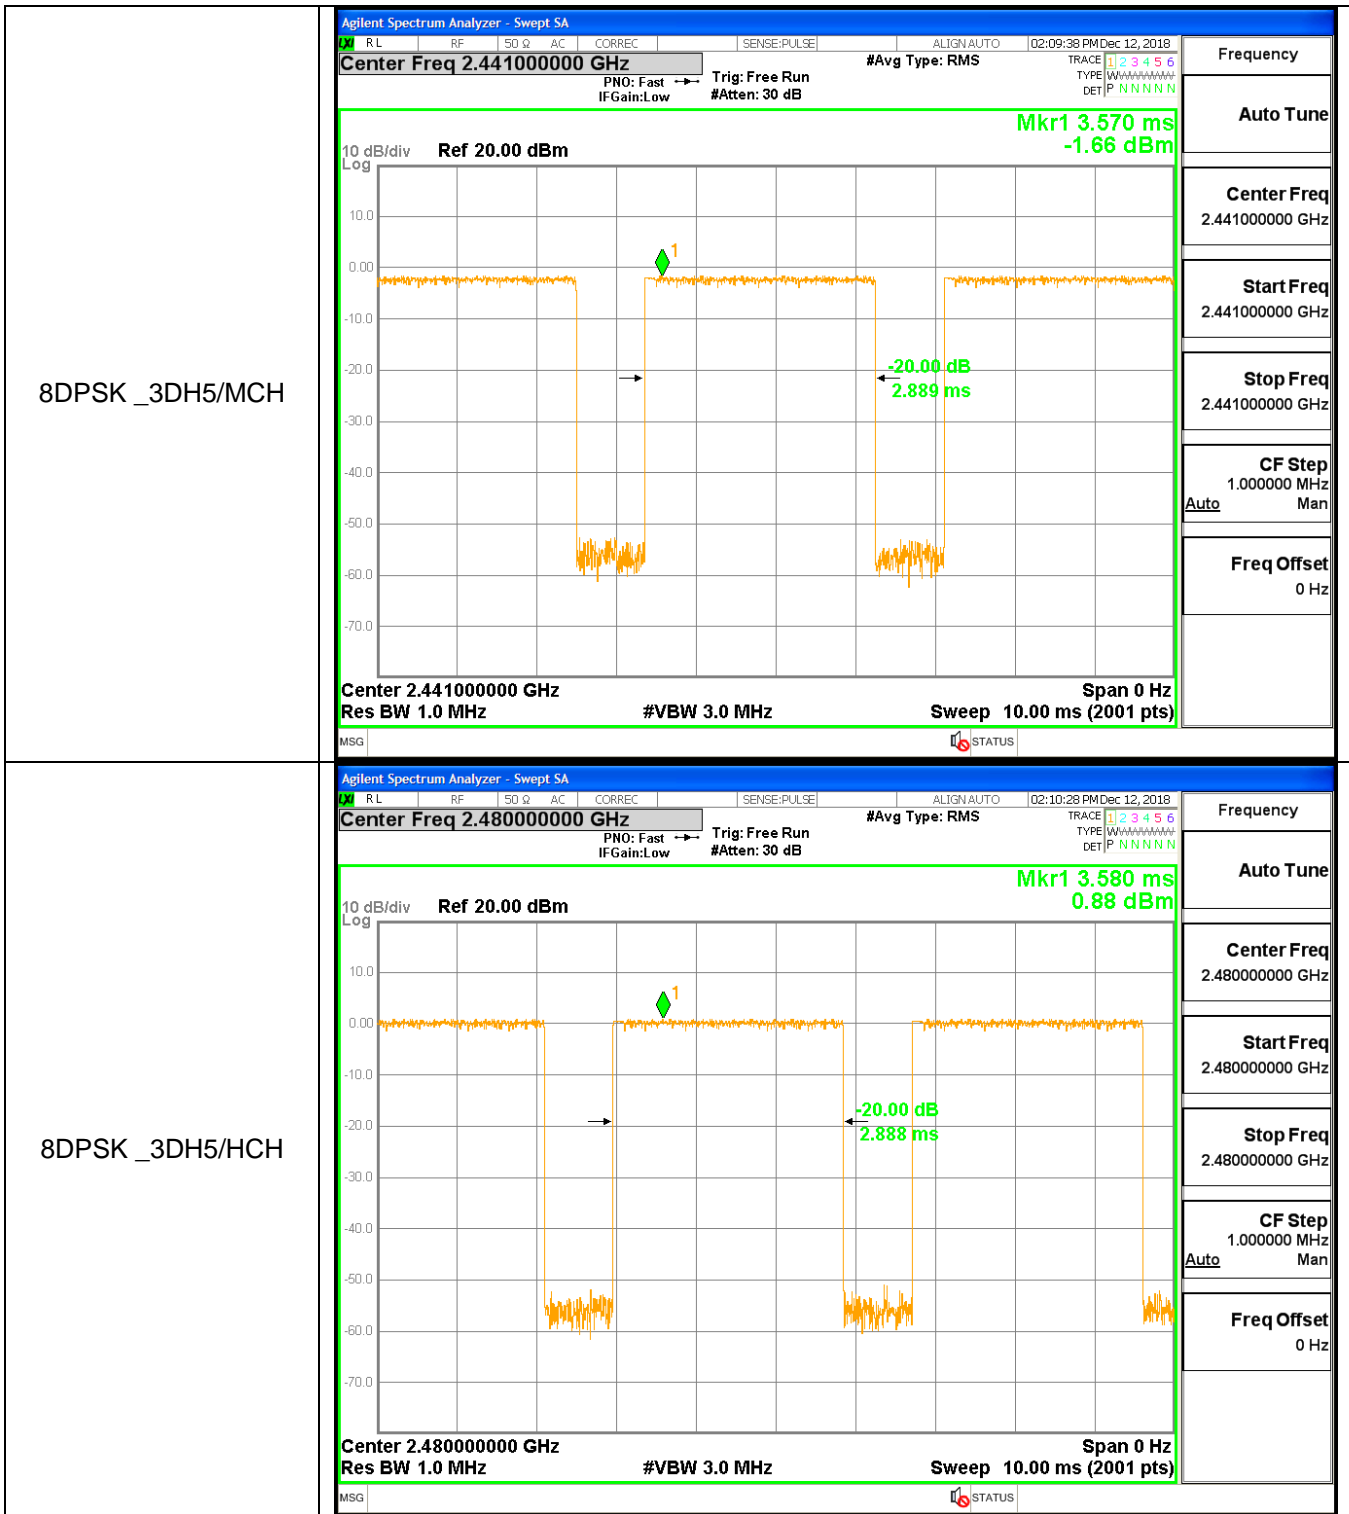 8DPSK _3DH5/MCH
Agilent Spectrum Analyzer - Swept SA
LXI RL RF 50 Ω AC CORREC SENSE:PULSE ALIGN AUTO 02:09:38 PM Dec 12, 2018
Center Freq 2.441000000 GHz
PNO: Fast
IFGain:Low
Trig: Free Run
#Atten: 30 dB
#Avg Type: RMS
TRACE 1 2 3 4 5 6
TYPE
DET P N N N N N
Mkr1 3.570 ms
-1.66 dBm
10 dB/div Ref 20.00 dBm
Log
10.0
0.00
-10.0
-20.0
-30.0
-40.0
-50.0
-60.0
-70.0
1
-20.00 dB
2.889 ms
Center 2.441000000 GHz Span 0 Hz
Res BW 1.0 MHz #VBW 3.0 MHz Sweep 10.00 ms (2001 pts)
MSG STATUS
Frequency
Auto Tune
Center Freq
2.441000000 GHz
Start Freq
2.441000000 GHz
Stop Freq
2.441000000 GHz
CF Step
1.000000 MHz
Auto Man
Freq Offset
0 Hz
8DPSK _3DH5/HCH
Agilent Spectrum Analyzer - Swept SA
LXI RL RF 50 Ω AC CORREC SENSE:PULSE ALIGN AUTO 02:10:28 PM Dec 12, 2018
Center Freq 2.480000000 GHz
PNO: Fast
IFGain:Low
Trig: Free Run
#Atten: 30 dB
#Avg Type: RMS
TRACE 1 2 3 4 5 6
TYPE
DET P N N N N N
Mkr1 3.580 ms
0.88 dBm
10 dB/div Ref 20.00 dBm
Log
10.0
0.00
-10.0
-20.0
-30.0
-40.0
-50.0
-60.0
-70.0
1
-20.00 dB
2.888 ms
Center 2.480000000 GHz Span 0 Hz
Res BW 1.0 MHz #VBW 3.0 MHz Sweep 10.00 ms (2001 pts)
MSG STATUS
Frequency
Auto Tune
Center Freq
2.480000000 GHz
Start Freq
2.480000000 GHz
Stop Freq
2.480000000 GHz
CF Step
1.000000 MHz
Auto Man
Freq Offset
0 Hz